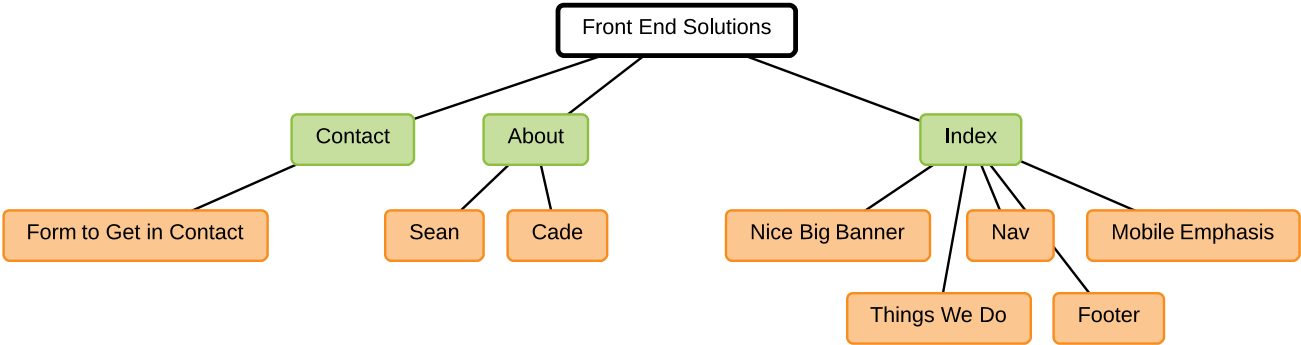 Front End Solutions
Contact
About
Index
Form to Get in Contact
Sean
Cade
Nice Big Banner
Nav
Mobile Emphasis
Things We Do
Footer